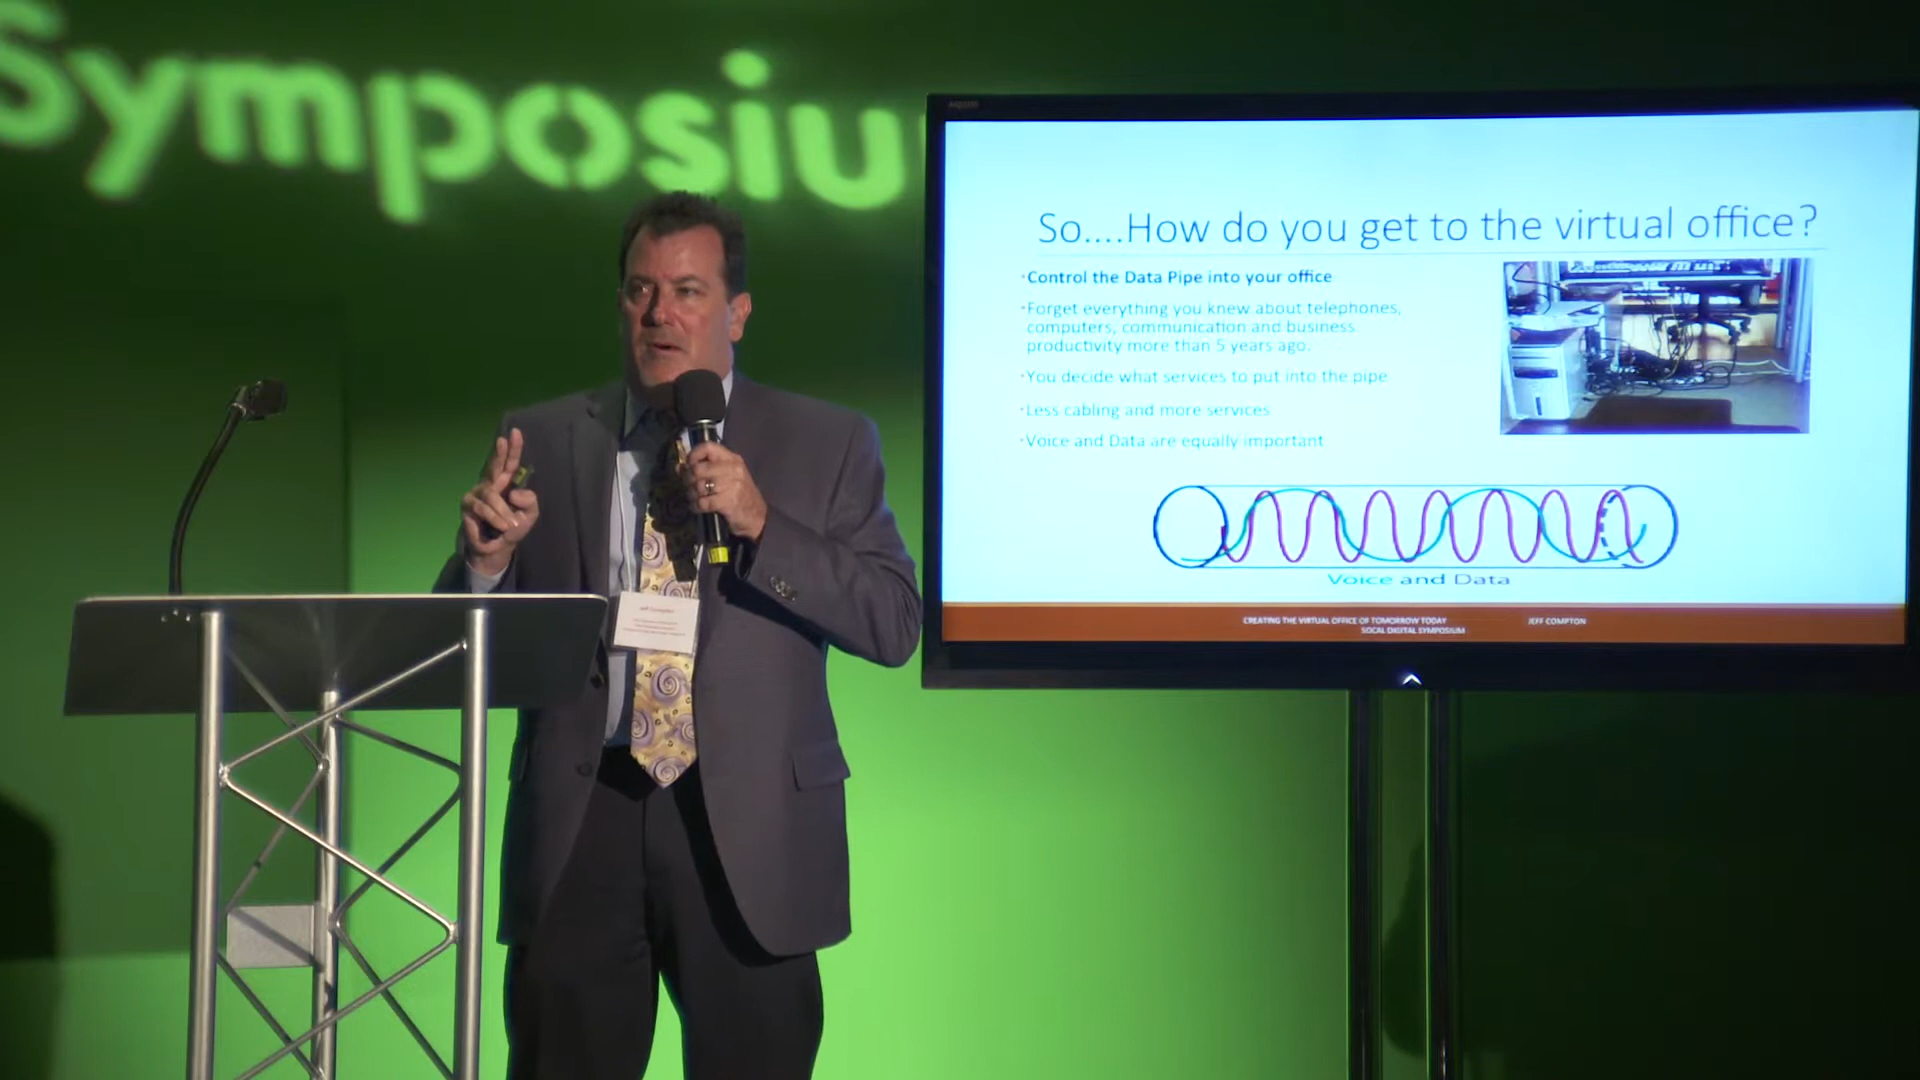 Symposiu
So....How do you get to the virtual office?
•Control the Data Pipe into your office
•Forget everything you knew about telephones,
computers, communication and business
productivity more than 5 years ago.
•You decide what services to put into the pipe
•Less cabling and more services
•Voice and Data are equally important
Voice and Data
CREATING THE VIRTUAL OFFICE OF TOMORROW TODAY JEFF COMPTON
SOCAL DIGITAL SYMPOSIUM
Jeff Compton